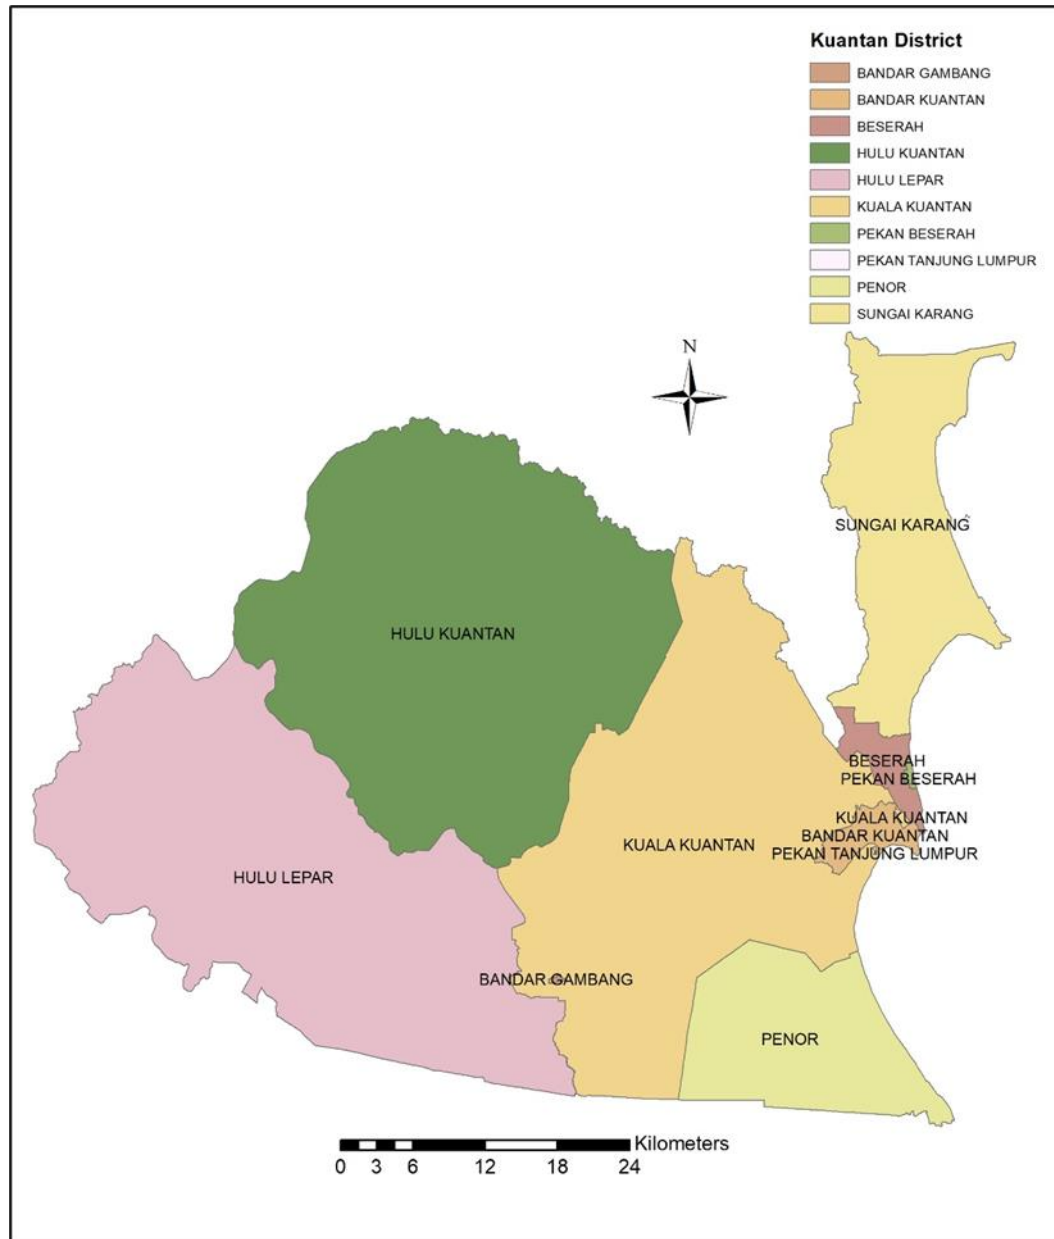 Kuantan District
BANDAR GAMBANG
BANDAR KUANTAN
BESERAH
HULU KUANTAN
HULU LEPAR
KUALA KUANTAN
PEKAN BESERAH
PEKAN TANJUNG LUMPUR
PENOR
SUNGAI KARANG
N
SUNGAI KARANG
HULU KUANTAN
BESERAH
PEKAN BESERAH
KUALA KUANTAN
BANDAR KUANTAN
KUALA KUANTAN
PEKAN TANJUNG LUMPUR
HULU LEPAR
BANDAR GAMBANG
PENOR
Kilometers
0 3 6 12 18 24